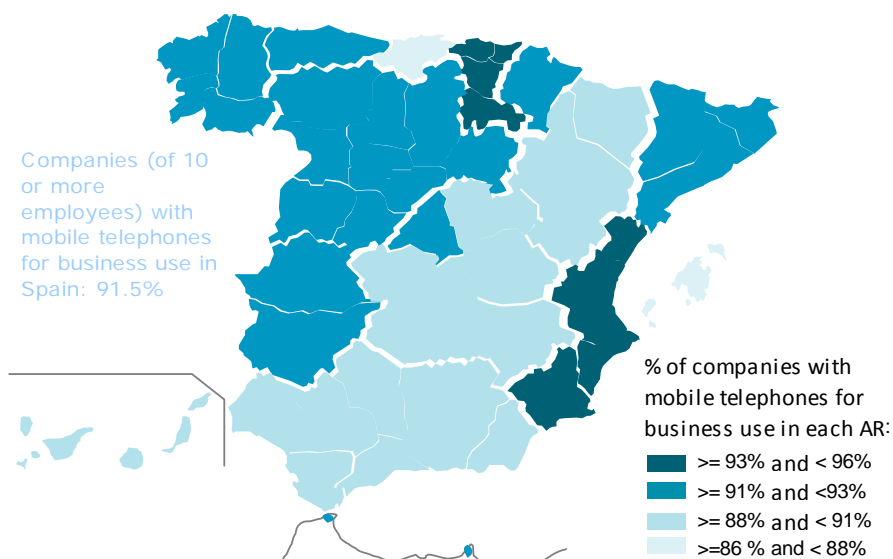 Companies (of 10
or more
employees) with
mobile telephones
for business use in
Spain: 91.5%
% of companies with
mobile telephones for
business use in each AR:
>= 93% and < 96%
>= 91% and <93%
>= 88% and < 91%
>=86 % and < 88%